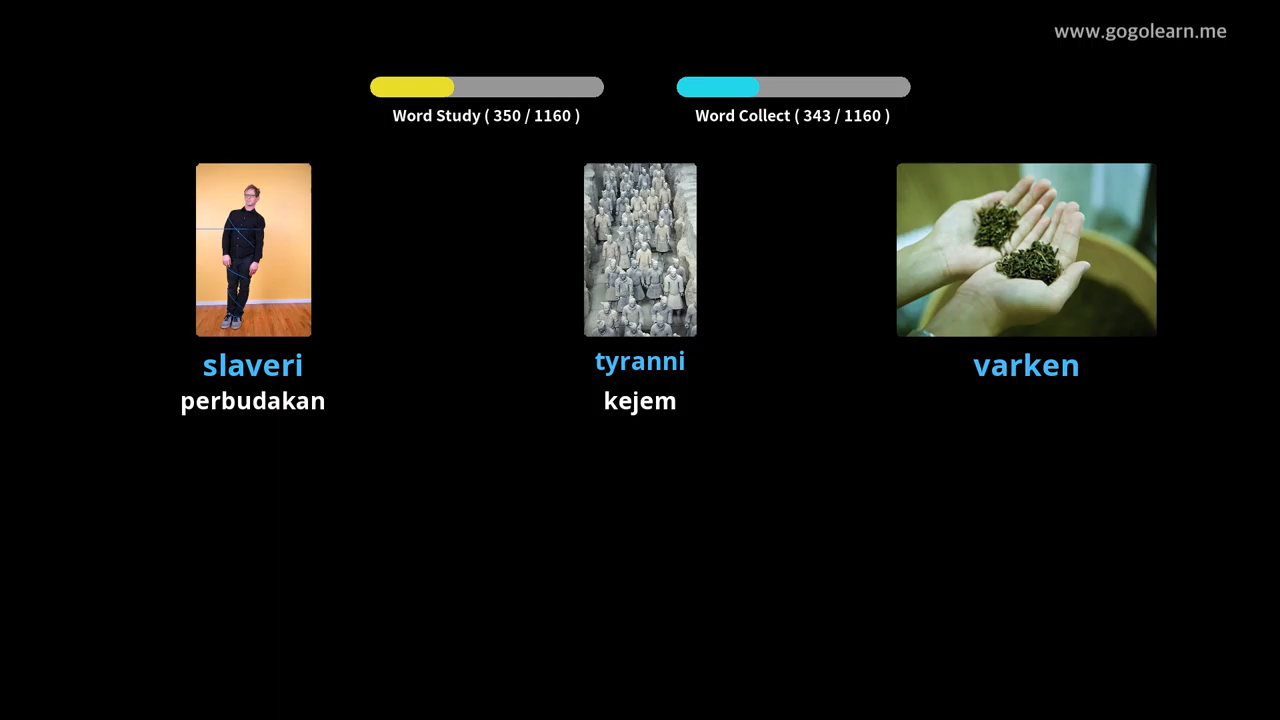 www.gogolearn.me
Word Study ( 350 / 1160 )
Word Collect ( 343 / 1160 )
slaveri
perbudakan
tyranni
kejem
varken